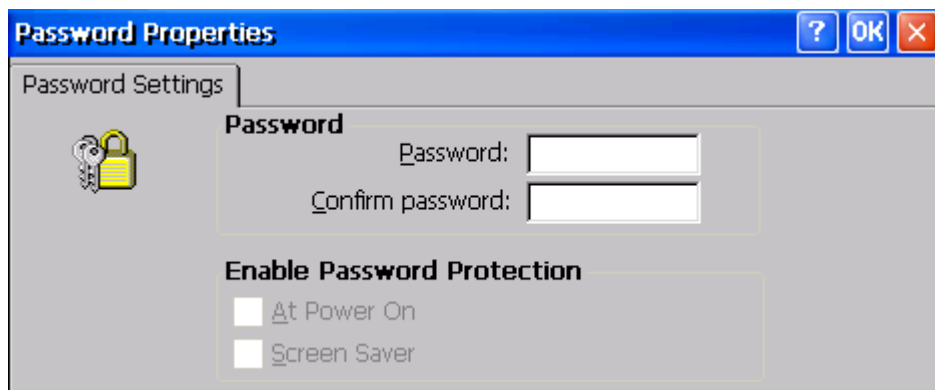 Password Properties ? OK ×
Password Settings
Password
Password:
Confirm password:
Enable Password Protection
At Power On
Screen Saver